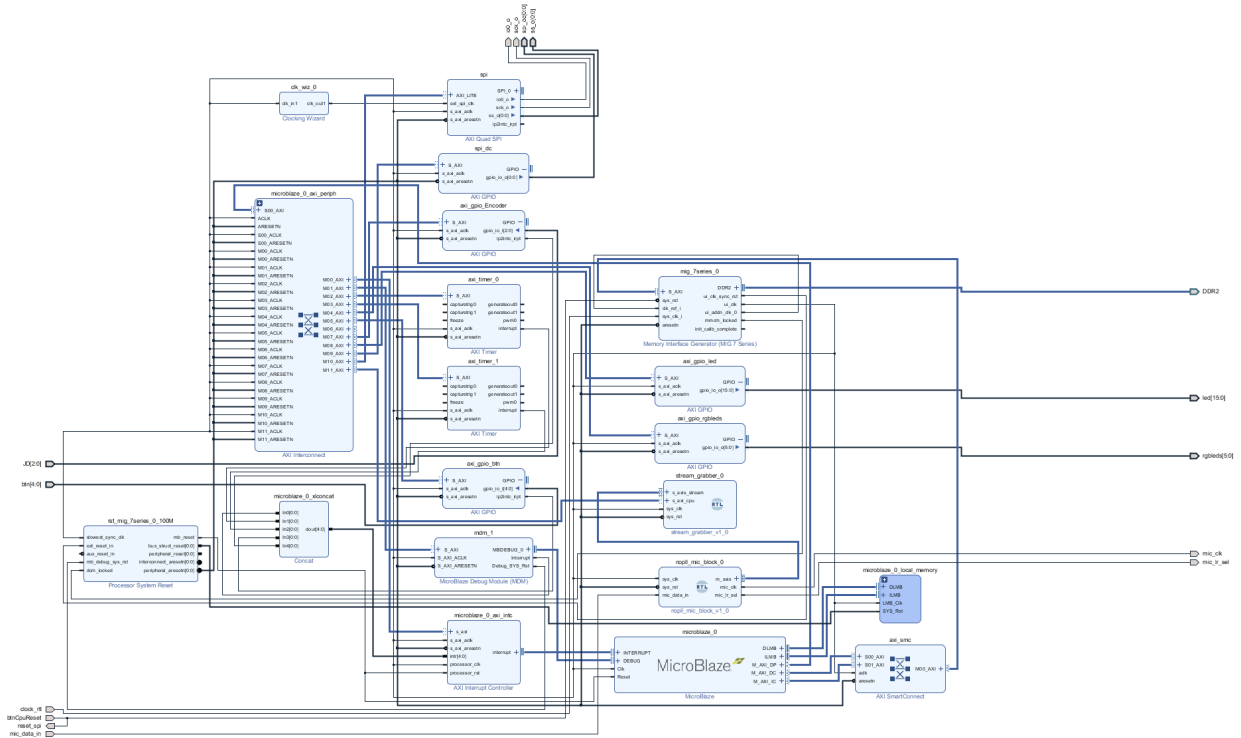 sck_o
spi
clk_wiz_0
clk_in1 clk_out1
Clocking Wizard
AXI_LITE
ext_spi_clk
s_axi_aclk
s_axi_aresetn
SPI_0
io0_o
sck_o
ss_o[0:0]
ip2intc_irpt
AXI Quad SPI
spi_dc
S_AXI
s_axi_aclk
s_axi_aresetn
GPIO
gpio_io_o[0:0]
AXI GPIO
microblaze_0_axi_periph
S00_AXI
ACLK
ARESETN
S00_ACLK
S00_ARESETN
M00_ACLK
M00_ARESETN
M01_ACLK
M01_ARESETN
M02_ACLK
M02_ARESETN
M03_ACLK
M03_ARESETN
M04_ACLK
M04_ARESETN
M05_ACLK
M05_ARESETN
M06_ACLK
M06_ARESETN
M07_ACLK
M07_ARESETN
M08_ACLK
M08_ARESETN
M09_ACLK
M09_ARESETN
M10_ACLK
M10_ARESETN
M11_ACLK
M11_ARESETN
M00_AXI
M01_AXI
M02_AXI
M03_AXI
M04_AXI
M05_AXI
M06_AXI
M07_AXI
M08_AXI
M09_AXI
M10_AXI
M11_AXI
AXI Interconnect
axi_gpio_Encoder
S_AXI
s_axi_aclk
s_axi_aresetn
GPIO
gpio_io_i[2:0]
ip2intc_irpt
AXI GPIO
axi_timer_0
S_AXI
capturetrig0
capturetrig1
freeze
s_axi_aclk
s_axi_aresetn
generateout0
generateout1
pwm0
interrupt
AXI Timer
axi_timer_1
S_AXI
capturetrig0
capturetrig1
freeze
s_axi_aclk
s_axi_aresetn
generateout0
generateout1
pwm0
interrupt
AXI Timer
mig_7series_0
S_AXI
sys_rst
clk_ref_i
sys_clk_i
aresetn
DDR2
ui_clk_sync_rst
ui_clk
ui_addn_clk_0
mmcm_locked
init_calib_complete
Memory Interface Generator (MIG 7 Series)
DDR2
axi_gpio_led
S_AXI
s_axi_aclk
s_axi_aresetn
GPIO
gpio_io_o[15:0]
AXI GPIO
led[15:0]
axi_gpio_rgbleds
S_AXI
s_axi_aclk
s_axi_aresetn
GPIO
gpio_io_o[5:0]
AXI GPIO
rgbleds[5:0]
JD[2:0]
btn[4:0]
axi_gpio_btn
S_AXI
s_axi_aclk
s_axi_aresetn
GPIO
gpio_io_i[4:0]
ip2intc_irpt
AXI GPIO
stream_grabber_0
s_axis_stream
s_axi_cpu
sys_clk
sys_rst
RTL
stream_grabber_v1_0
microblaze_0_xlconcat
In0[0:0]
In1[0:0]
In2[0:0]
In3[0:0]
In4[0:0]
dout[4:0]
Concat
rst_mig_7series_0_100M
slowest_sync_clk
ext_reset_in
aux_reset_in
mb_debug_sys_rst
dcm_locked
mb_reset
bus_struct_reset[0:0]
peripheral_reset[0:0]
interconnect_aresetn[0:0]
peripheral_aresetn[0:0]
Processor System Reset
mdm_1
S_AXI
S_AXI_ACLK
S_AXI_ARESETN
MBDEBUG_0
Interrupt
Debug_SYS_Rst
MicroBlaze Debug Module (MDM)
sys_clk
sys_rst
mic_data_in
RTL
m_axis
mic_clk
mic_lr_sel
mic_clk
mic_lr_sel
microblaze_0_local_memory
DLMB
ILMB
LMB_Clk
SYS_Rst
microblaze_0_axi_intc
s_axi
s_axi_aclk
s_axi_aresetn
intr[4:0]
processor_clk
processor_rst
interrupt
AXI Interrupt Controller
microblaze_0
INTERRUPT
DEBUG
Clk
Reset
MicroBlaze
DLMB
ILMB
M_AXI_DP
M_AXI_DC
M_AXI_IC
MicroBlaze
axi_smc
S00_AXI
S01_AXI
aclk
aresetn
M00_AXI
AXI SmartConnect
clock_rtl
btnCpuReset
reset_spi
mic_data_in